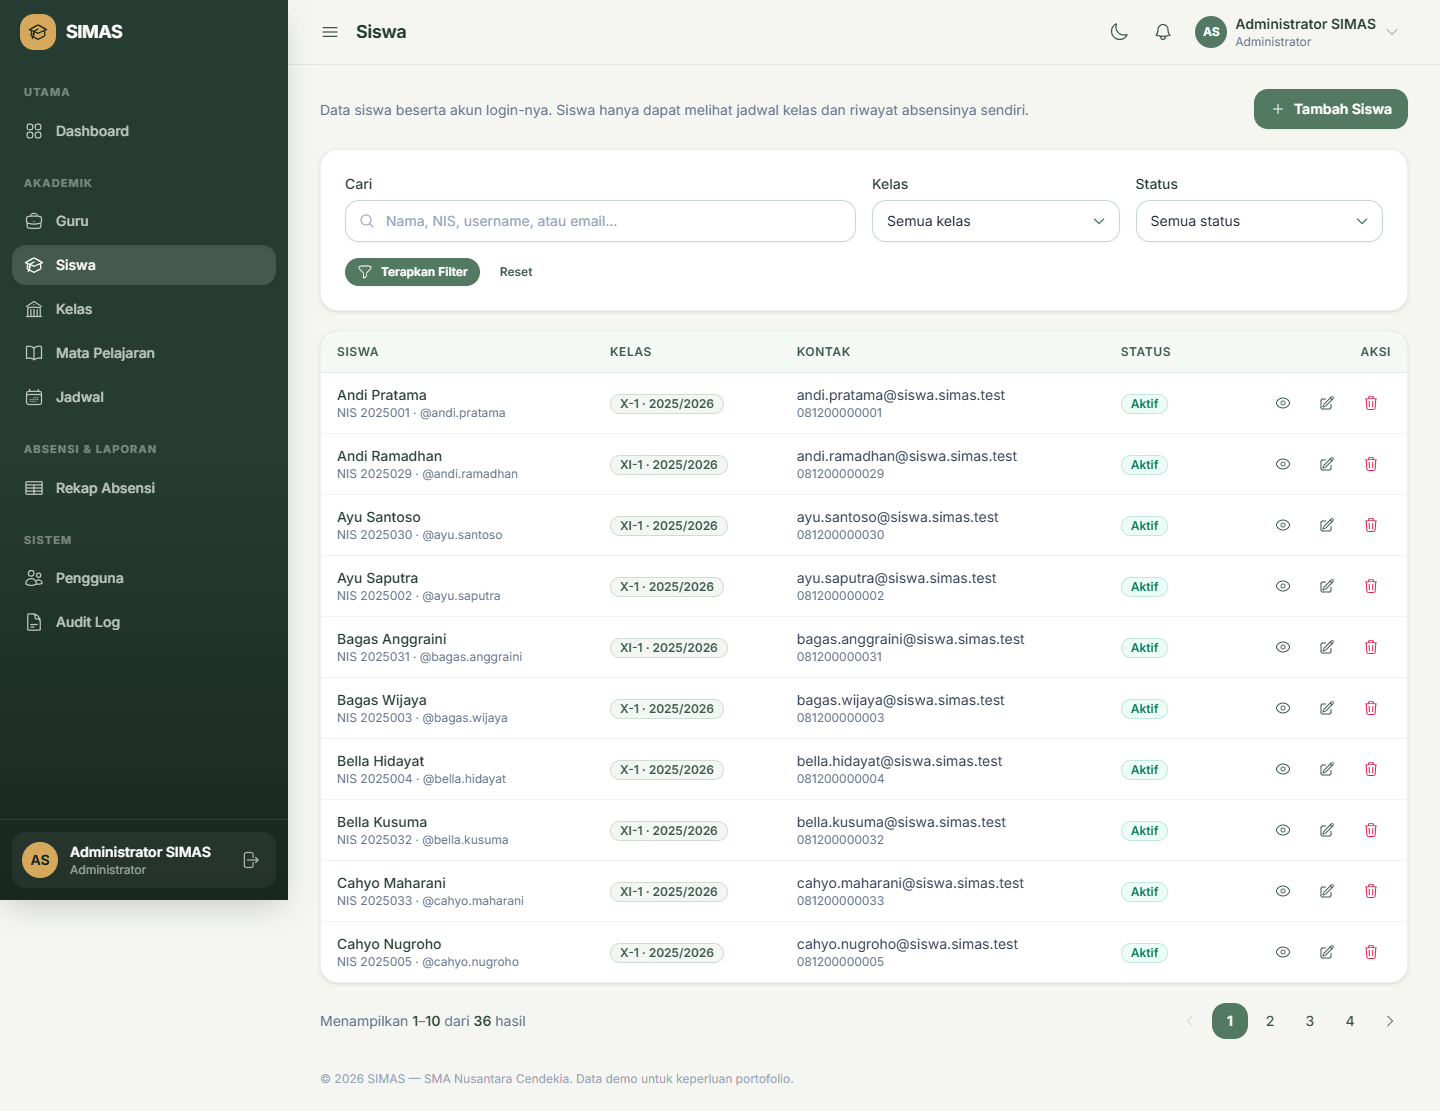 SIMAS
UTAMA
Dashboard
AKADEMIK
Guru
Siswa
Kelas
Mata Pelajaran
Jadwal
ABSENSI & LAPORAN
Rekap Absensi
SISTEM
Pengguna
Audit Log
AS
Administrator SIMAS
Administrator
Siswa
AS
Administrator SIMAS
Administrator
Data siswa beserta akun login-nya. Siswa hanya dapat melihat jadwal kelas dan riwayat absensinya sendiri.
Tambah Siswa
Cari
Nama, NIS, username, atau email...
Kelas
Semua kelas
Status
Semua status
Terapkan Filter
Reset
SISWA KELAS KONTAK STATUS AKSI
Andi Pratama
NIS 2025001 · @andi.pratama
X-1 · 2025/2026
andi.pratama@siswa.simas.test
081200000001
Aktif
Andi Ramadhan
NIS 2025029 · @andi.ramadhan
XI-1 · 2025/2026
andi.ramadhan@siswa.simas.test
081200000029
Aktif
Ayu Santoso
NIS 2025030 · @ayu.santoso
XI-1 · 2025/2026
ayu.santoso@siswa.simas.test
081200000030
Aktif
Ayu Saputra
NIS 2025002 · @ayu.saputra
X-1 · 2025/2026
ayu.saputra@siswa.simas.test
081200000002
Aktif
Bagas Anggraini
NIS 2025031 · @bagas.anggraini
XI-1 · 2025/2026
bagas.anggraini@siswa.simas.test
081200000031
Aktif
Bagas Wijaya
NIS 2025003 · @bagas.wijaya
X-1 · 2025/2026
bagas.wijaya@siswa.simas.test
081200000003
Aktif
Bella Hidayat
NIS 2025004 · @bella.hidayat
X-1 · 2025/2026
bella.hidayat@siswa.simas.test
081200000004
Aktif
Bella Kusuma
NIS 2025032 · @bella.kusuma
XI-1 · 2025/2026
bella.kusuma@siswa.simas.test
081200000032
Aktif
Cahyo Maharani
NIS 2025033 · @cahyo.maharani
XI-1 · 2025/2026
cahyo.maharani@siswa.simas.test
081200000033
Aktif
Cahyo Nugroho
NIS 2025005 · @cahyo.nugroho
X-1 · 2025/2026
cahyo.nugroho@siswa.simas.test
081200000005
Aktif
Menampilkan 1–10 dari 36 hasil
1 2 3 4
© 2026 SIMAS — SMA Nusantara Cendekia. Data demo untuk keperluan portofolio.